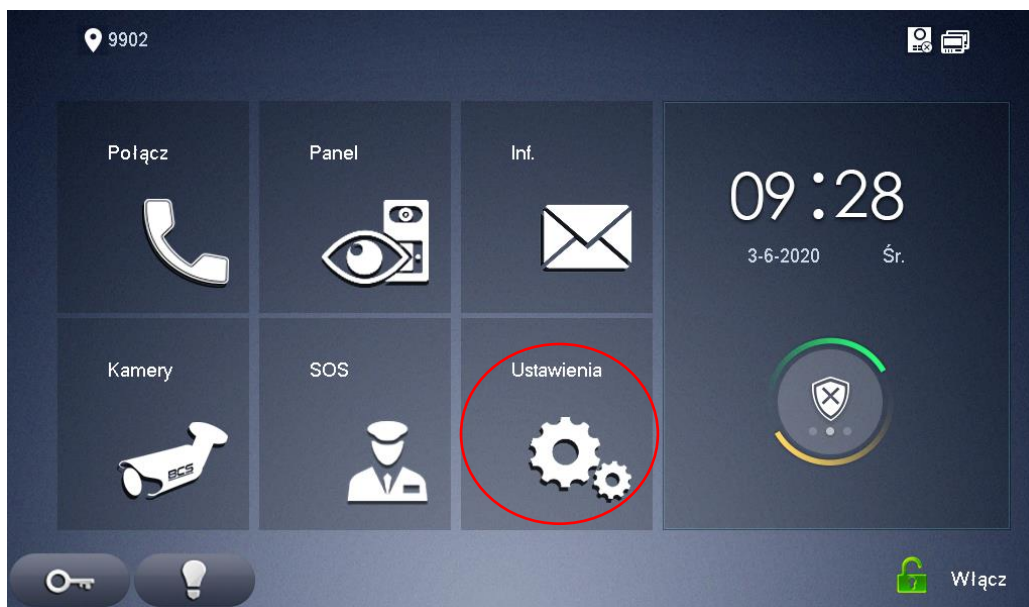 9902
Połącz
Panel
Inf.
09:28
3-6-2020 Śr.
Kamery
SOS
Ustawienia
BCS
Włącz